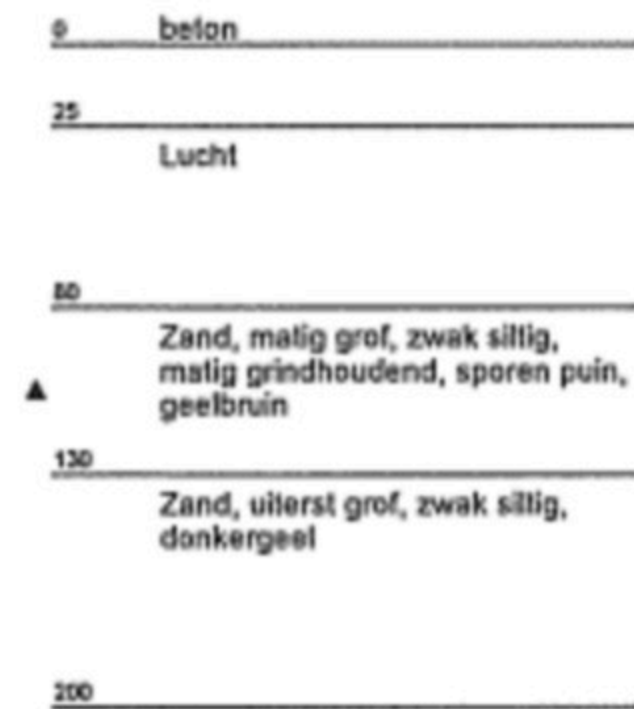 0 beton
25
Lucht
80
Zand, matig grof, zwak siltig,
matig grindhoudend, sporen puin,
geelbruin
130
Zand, uiterst grof, zwak siltig,
donkergeel
200